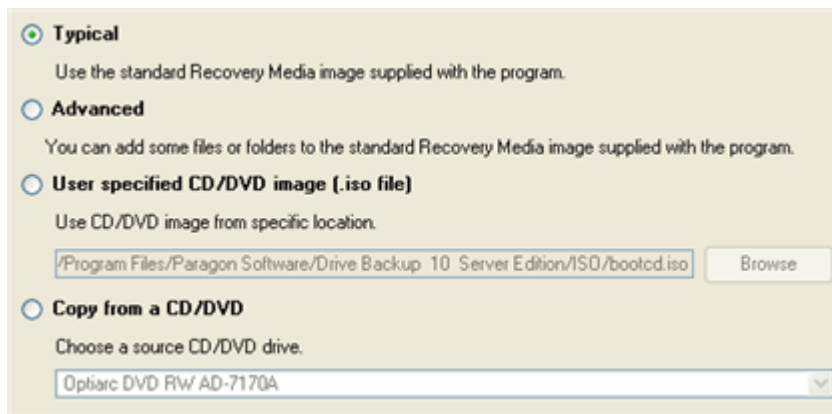 Typical
Use the standard Recovery Media image supplied with the program.
Advanced
You can add some files or folders to the standard Recovery Media image supplied with the program.
User specified CD/DVD image (.iso file)
Use CD/DVD image from specific location.
/Program Files/Paragon Software/Drive Backup 10 Server Edition/ISO/bootcd.iso Browse
Copy from a CD/DVD
Choose a source CD/DVD drive.
Optiarc DVD RW AD-7170A